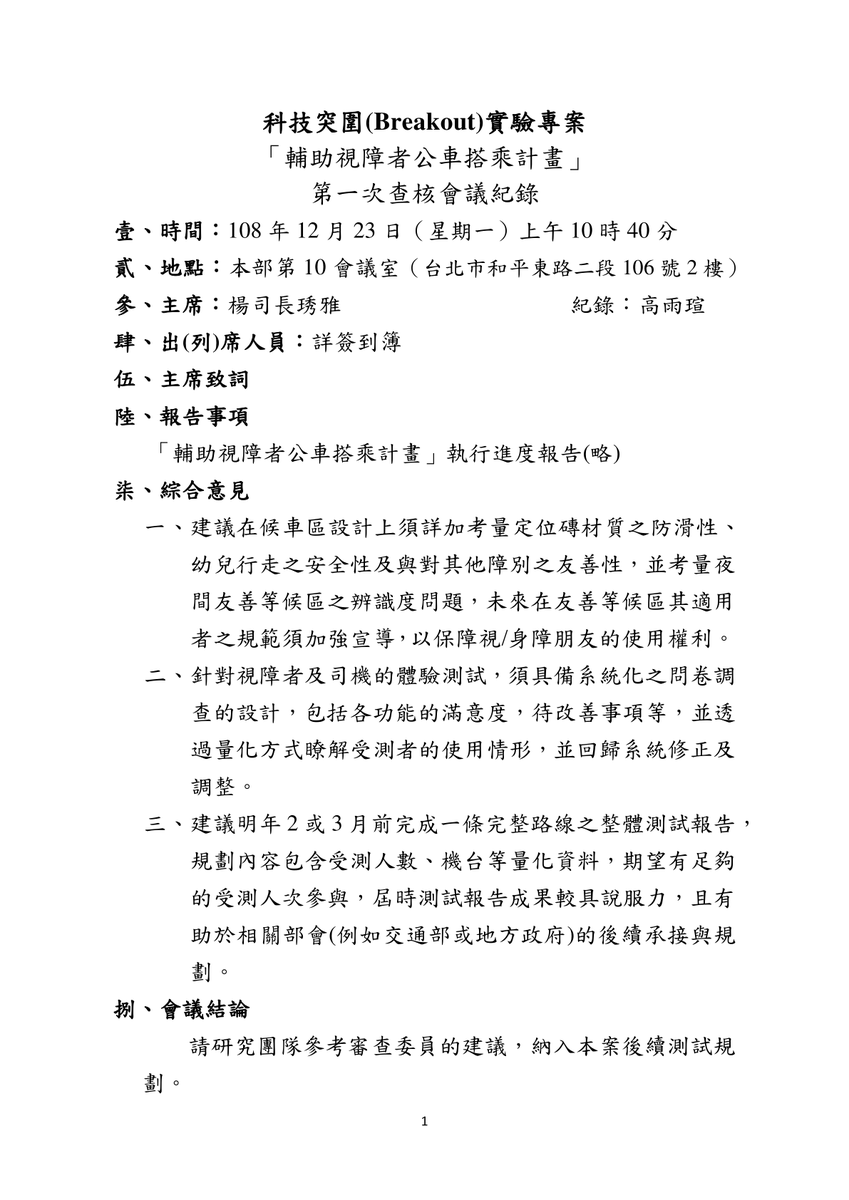 科技突圍(Breakout)實驗專案
「輔助視障者公車搭乘計畫」
第一次查核會議紀錄
壹、時間：108 年 12 月 23 日（星期一）上午 10 時 40 分
貳、地點：本部第 10 會議室（台北市和平東路二段 106 號 2 樓）
參、主席：楊司長琇雅 紀錄：高雨瑄
肆、出(列)席人員：詳簽到簿
伍、主席致詞
陸、報告事項
「輔助視障者公車搭乘計畫」執行進度報告(略)
柒、綜合意見
一、建議在候車區設計上須詳加考量定位磚材質之防滑性、
幼兒行走之安全性及與對其他障別之友善性，並考量夜
間友善等候區之辨識度問題，未來在友善等候區其適用
者之規範須加強宣導，以保障視/身障朋友的使用權利。
二、針對視障者及司機的體驗測試，須具備系統化之問卷調
查的設計，包括各功能的滿意度，待改善事項等，並透
過量化方式瞭解受測者的使用情形，並回歸系統修正及
調整。
三、建議明年 2 或 3 月前完成一條完整路線之整體測試報告，
規劃內容包含受測人數、機台等量化資料，期望有足夠
的受測人次參與，屆時測試報告成果較具說服力，且有
助於相關部會(例如交通部或地方政府)的後續承接與規
劃。
捌、會議結論
請研究團隊參考審查委員的建議，納入本案後續測試規
劃。
1